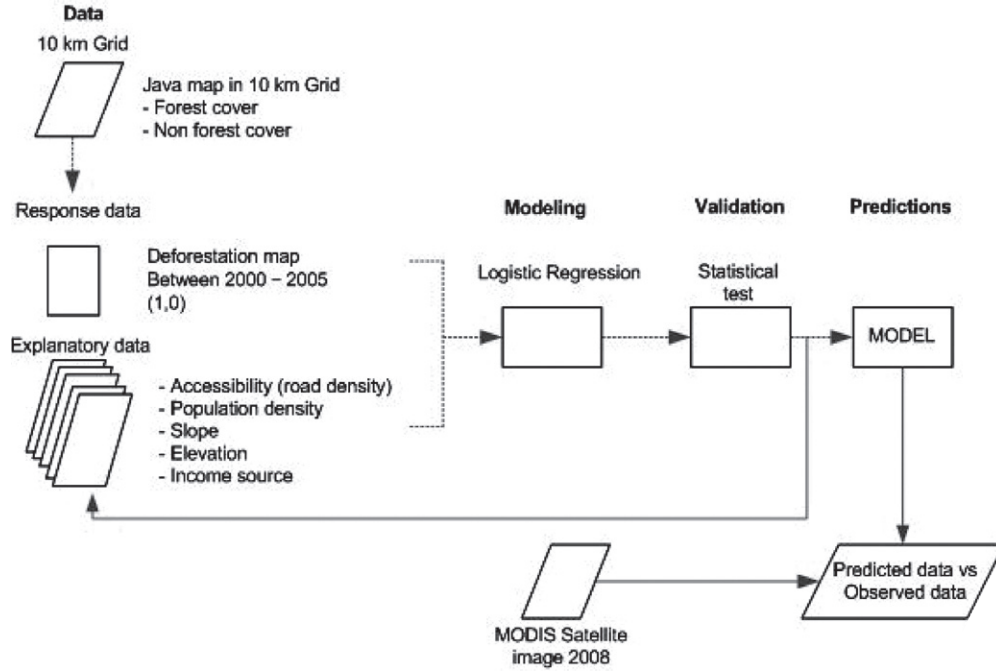 Data
10 km Grid
Java map in 10 km Grid
- Forest cover
- Non forest cover
Response data
Deforestation map
Between 2000 – 2005
(1,0)
Explanatory data
- Accessibility (road density)
- Population density
- Slope
- Elevation
- Income source
Modeling
Logistic Regression
Validation
Statistical
test
Predictions
MODEL
Predicted data vs
Observed data
MODIS Satellite
image 2008